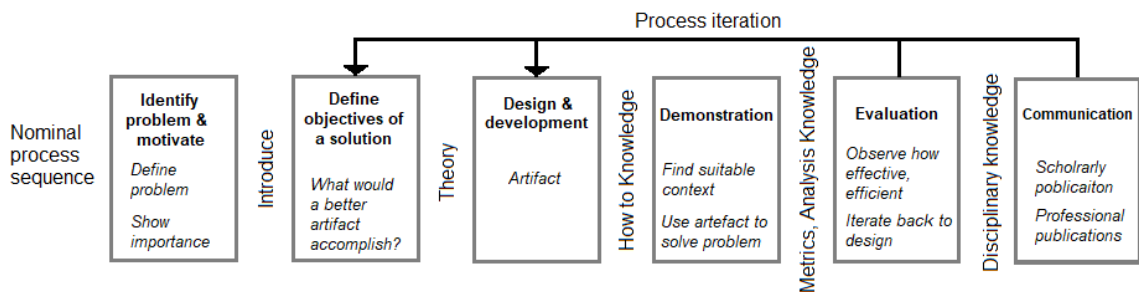 Process iteration
Nominal
process
sequence
Identify
problem &
motivate
Define
problem
Show
importance
Introduce
Define
objectives of
a solution
What would
a better
artifact
accomplish?
Theory
Design &
development
Artifact
How to Knowledge
Demonstration
Find suitable
context
Use artefact to
solve problem
Metrics, Analysis Knowledge
Evaluation
Observe how
effective,
efficient
Iterate back to
design
Disciplinary knowledge
Communication
Scholrarly
poblicaiton
Professional
publications